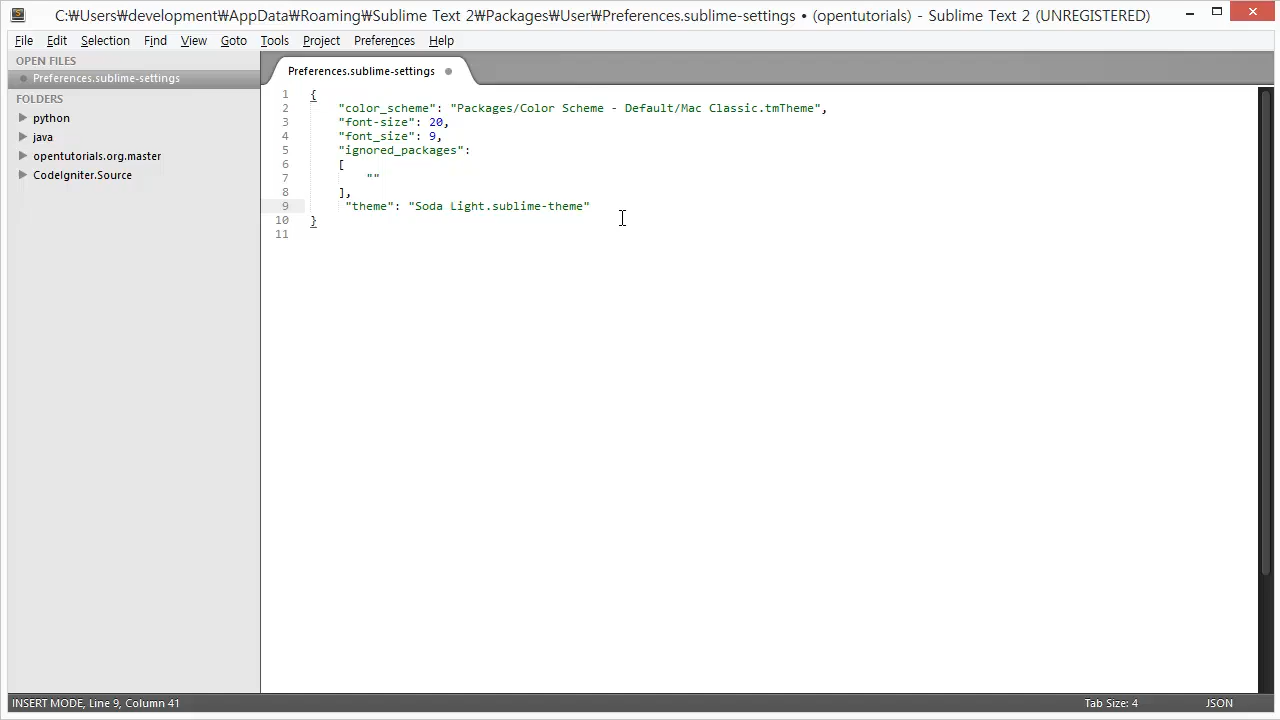 C:₩Users₩development₩AppData₩Roaming₩Sublime Text 2₩Packages₩User₩Preferences.sublime-settings • (opentutorials) - Sublime Text 2 (UNREGISTERED)
File Edit Selection Find View Goto Tools Project Preferences Help
OPEN FILES
Preferences.sublime-settings
FOLDERS
python
java
opentutorials.org.master
CodeIgniter.Source
Preferences.sublime-settings
1 {
2 "color_scheme": "Packages/Color Scheme - Default/Mac Classic.tmTheme",
3 "font-size": 20,
4 "font_size": 9,
5 "ignored_packages":
6 [
7 ""
8 ],
9 "theme": "Soda Light.sublime-theme"
10 }
11
INSERT MODE, Line 9, Column 41 Tab Size: 4 JSON